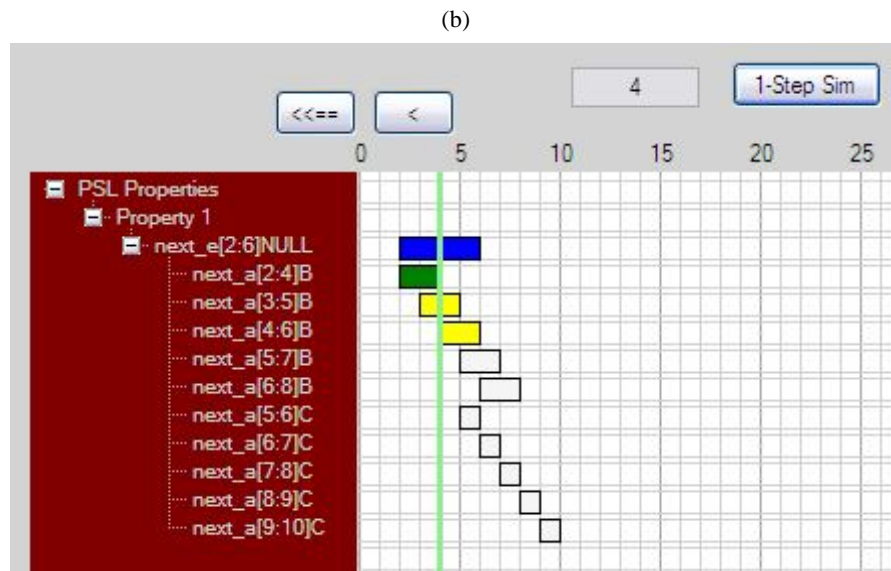 (b)
4 1-Step Sim
<<== <
0 5 10 15 20 25
PSL Properties
Property 1
next_e[2:6]NULL
next_a[2:4]B
next_a[3:5]B
next_a[4:6]B
next_a[5:7]B
next_a[6:8]B
next_a[5:6]C
next_a[6:7]C
next_a[7:8]C
next_a[8:9]C
next_a[9:10]C